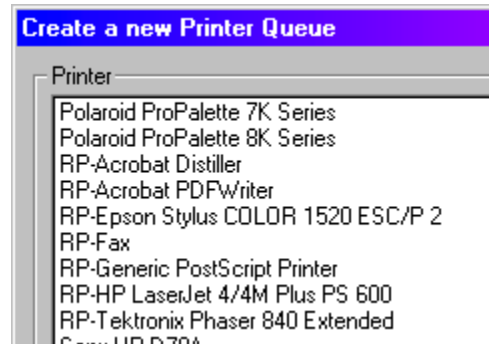 Create a new Printer Queue
Printer
Polaroid ProPalette 7K Series
Polaroid ProPalette 8K Series
RP-Acrobat Distiller
RP-Acrobat PDFWriter
RP-Epson Stylus COLOR 1520 ESC/P 2
RP-Fax
RP-Generic PostScript Printer
RP-HP LaserJet 4/4M Plus PS 600
RP-Tektronix Phaser 840 Extended